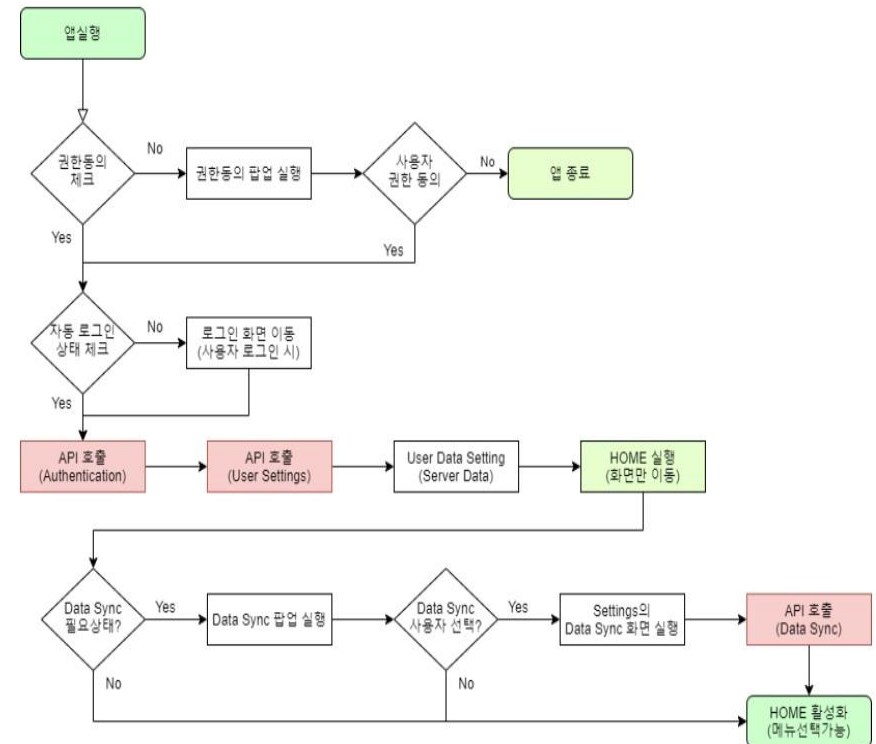 앱실행
권한동의
체크
No
권한동의 팝업 실행
사용자
권한 동의
No
앱 종료
Yes
Yes
자동 로그인
상태 체크
No
로그인 화면 이동
(사용자 로그인 시)
Yes
API 호출
(Authentication)
API 호출
(User Settings)
User Data Setting
(Server Data)
HOME 실행
(화면만 이동)
Data Sync
필요상태?
Yes
Data Sync 팝업 실행
Data Sync
사용자 선택?
Yes
Settings의
Data Sync 화면 실행
API 호출
(Data Sync)
No
No
HOME 활성화
(메뉴선택가능)